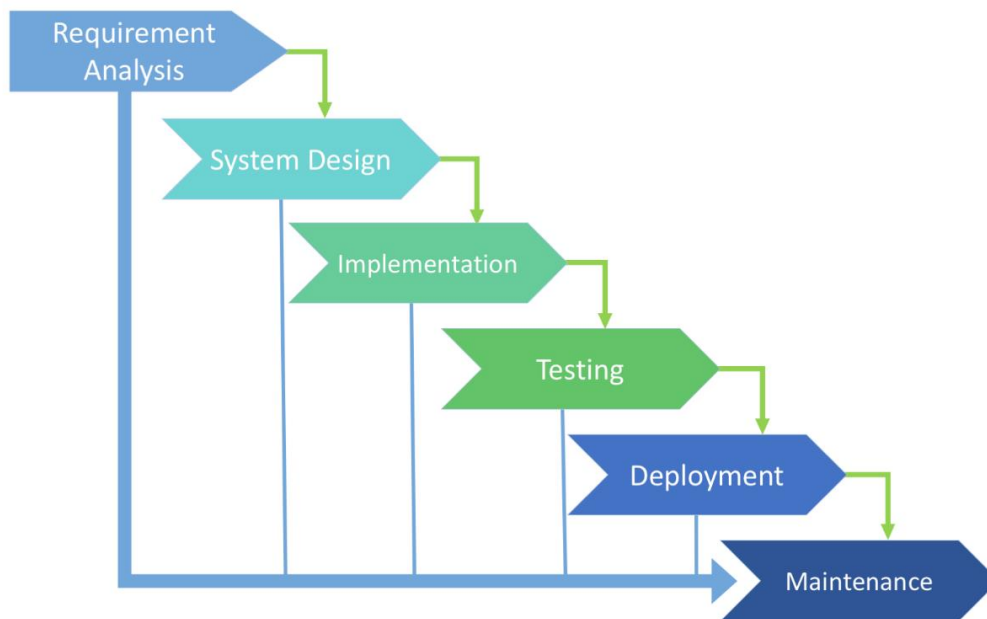 Requirement
Analysis
System Design
Implementation
Testing
Deployment
Maintenance